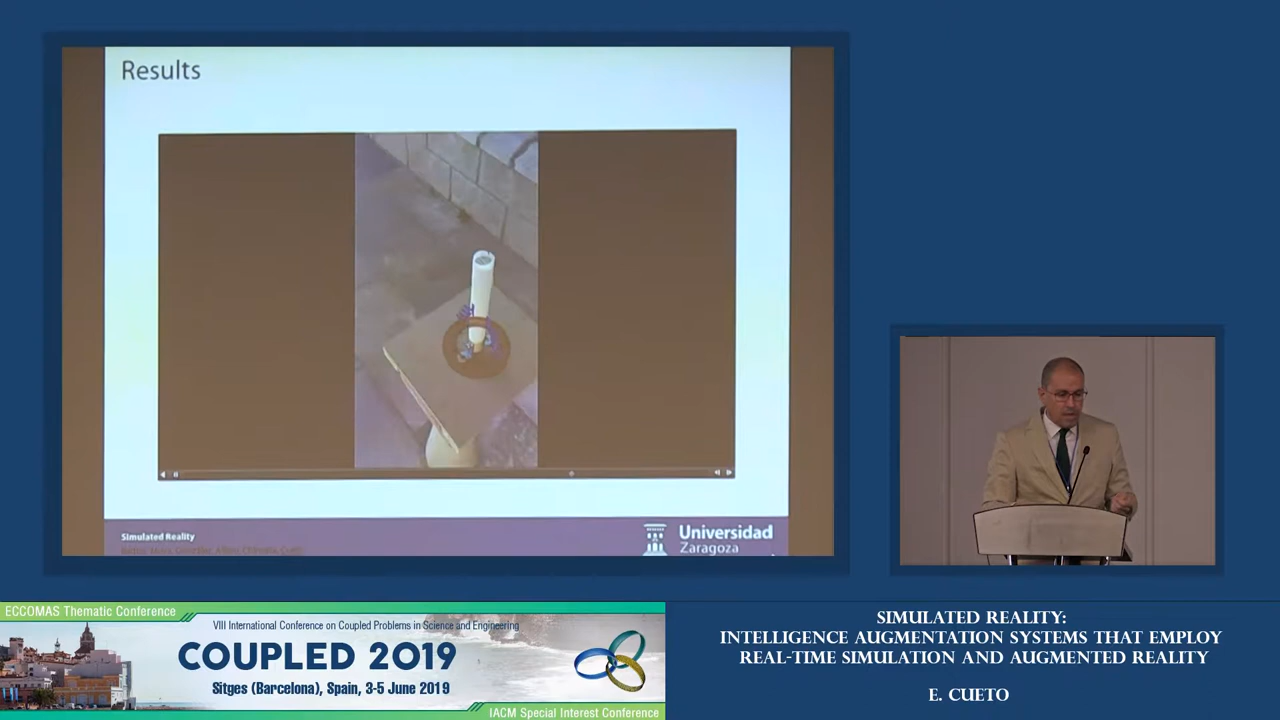 Results
Simulated Reality
Universidad
Zaragoza
ECCOMAS Thematic Conference
VIII International Conference on Coupled Problems in Science and Engineering
COUPLED 2019
Sitges (Barcelona), Spain, 3-5 June 2019
IACM Special Interest Conference
SIMULATED REALITY:
INTELLIGENCE AUGMENTATION SYSTEMS THAT EMPLOY
REAL-TIME SIMULATION AND AUGMENTED REALITY
E. CUETO